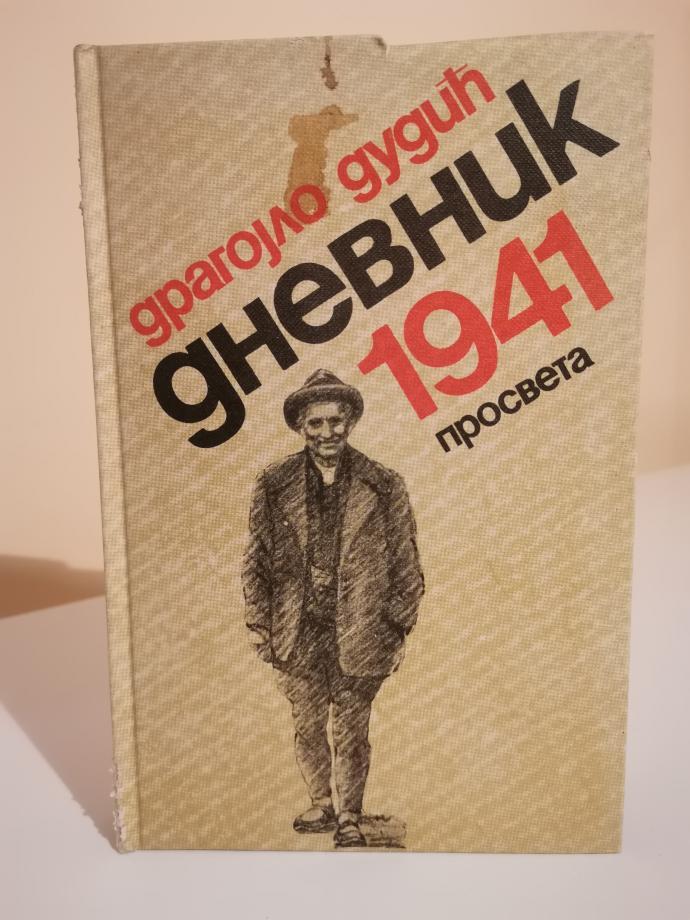 драгојло дудић
дневник
1941
просвета